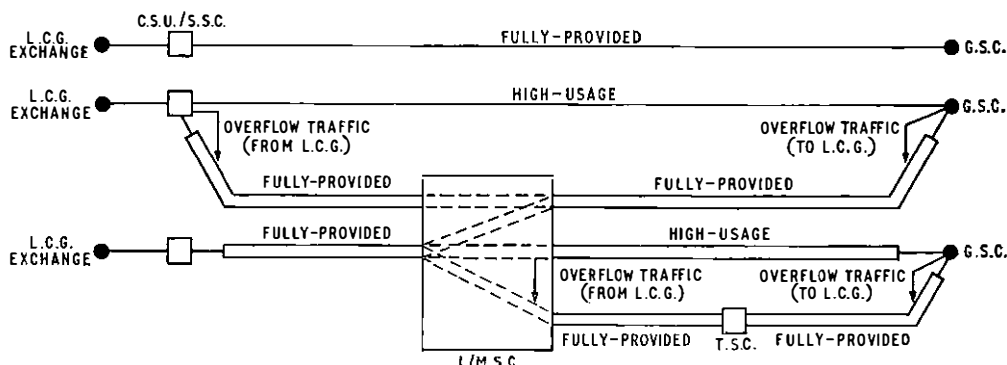 C.S.U./S.S.C.
L.C.G.
EXCHANGE
FULLY-PROVIDED
G.S.C.
L.C.G.
EXCHANGE
HIGH-USAGE
G.S.C.
OVERFLOW TRAFFIC
(FROM L.C.G.)
OVERFLOW TRAFFIC
(TO L.C.G.)
FULLY-PROVIDED
FULLY-PROVIDED
L.C.G.
EXCHANGE
FULLY-PROVIDED
HIGH-USAGE
G.S.C.
OVERFLOW TRAFFIC
(FROM L.C.G.)
OVERFLOW TRAFFIC
(TO L.C.G.)
FULLY-PROVIDED
T.S.C.
FULLY-PROVIDED